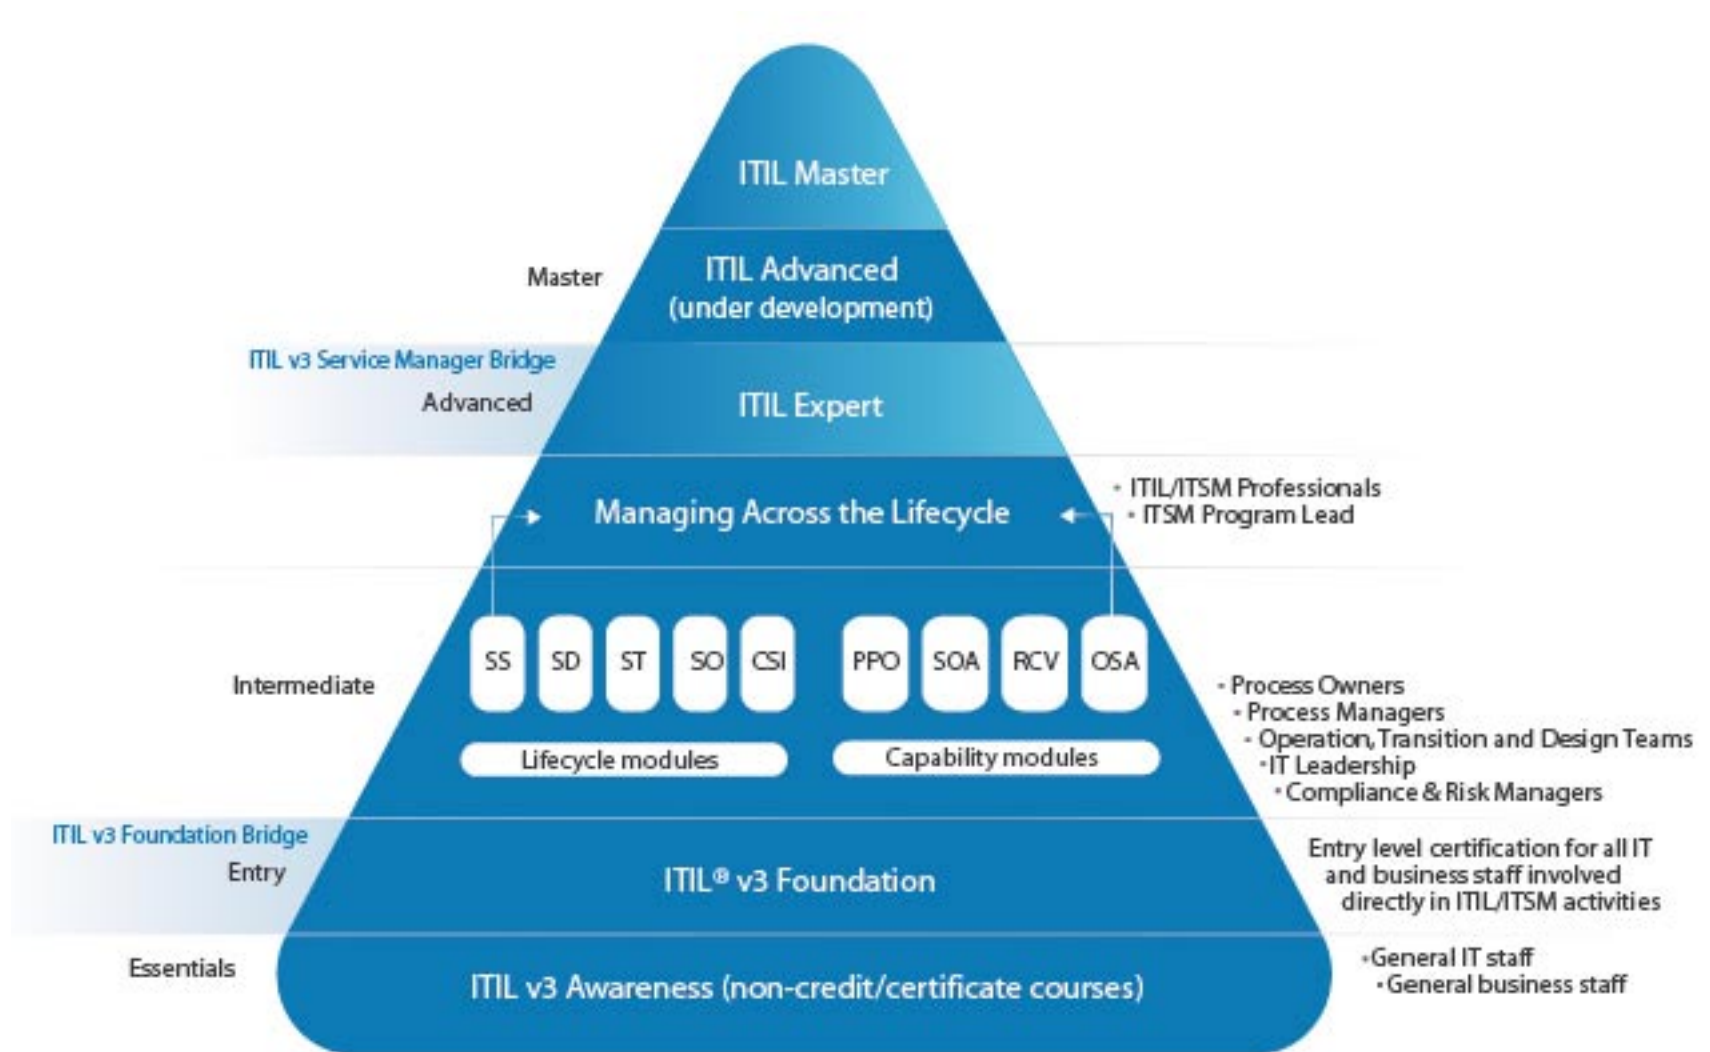 ITIL Master
Master
ITIL Advanced
(under development)
ITIL v3 Service Manager Bridge
Advanced
ITIL Expert
Managing Across the Lifecycle
• ITIL/ITSM Professionals
• ITSM Program Lead
Intermediate
SS
SD
ST
SO
CSI
PPO
SOA
RCV
OSA
Lifecycle modules
Capability modules
• Process Owners
• Process Managers
• Operation, Transition and Design Teams
• IT Leadership
• Compliance & Risk Managers
ITIL v3 Foundation Bridge
Entry
ITIL® v3 Foundation
Entry level certification for all IT
and business staff involved
directly in ITIL/ITSM activities
Essentials
ITIL v3 Awareness (non-credit/certificate courses)
• General IT staff
• General business staff